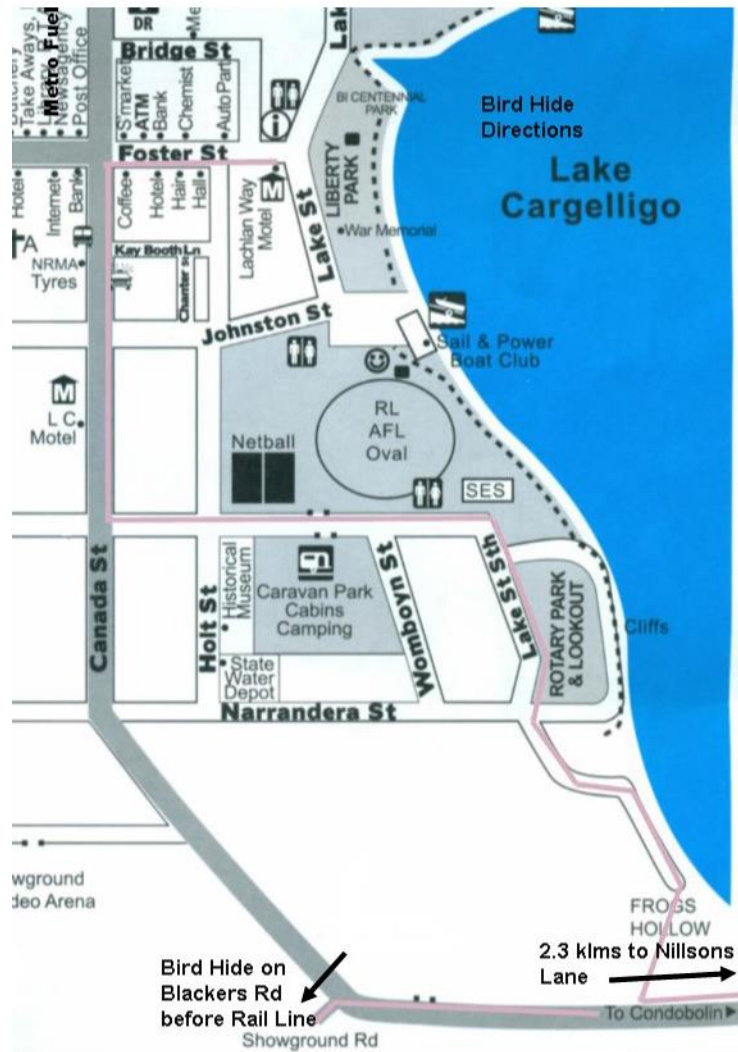 DR
Me
Lak
Bridge St
Take Aways,
Metro Fuel
Newsagency
Post Office
S'market
ATM
Bank
Chemist
Auto Part
i
BI CENTENNIAL
PARK
Bird Hide
Directions
Lake
Cargelligo
Foster St
Hotel
Internet
Bank
Coffee
Hotel
Hair
Hall
Lachlan Way
Motel
M
Lake St
LIBERTY
PARK
War Memorial
A
NRMA
Tyres
Kay Booth Ln
Chanter St
Johnston St
Sail & Power
Boat Club
M
L C
Motel
RL
AFL
Oval
Netball
SES
Canada St
Holt St
Historical
Museum
Caravan Park
Cabins
Camping
Womboyn St
Lake St Sth
ROTARY PARK
& LOOKOUT
Cliffs
State
Water
Depot
Narrandera St
wground
deo Arena
FROGS
HOLLOW
2.3 klms to Nillsons
Lane
Bird Hide on
Blackers Rd
before Rail Line
To Condobolin
Showground Rd